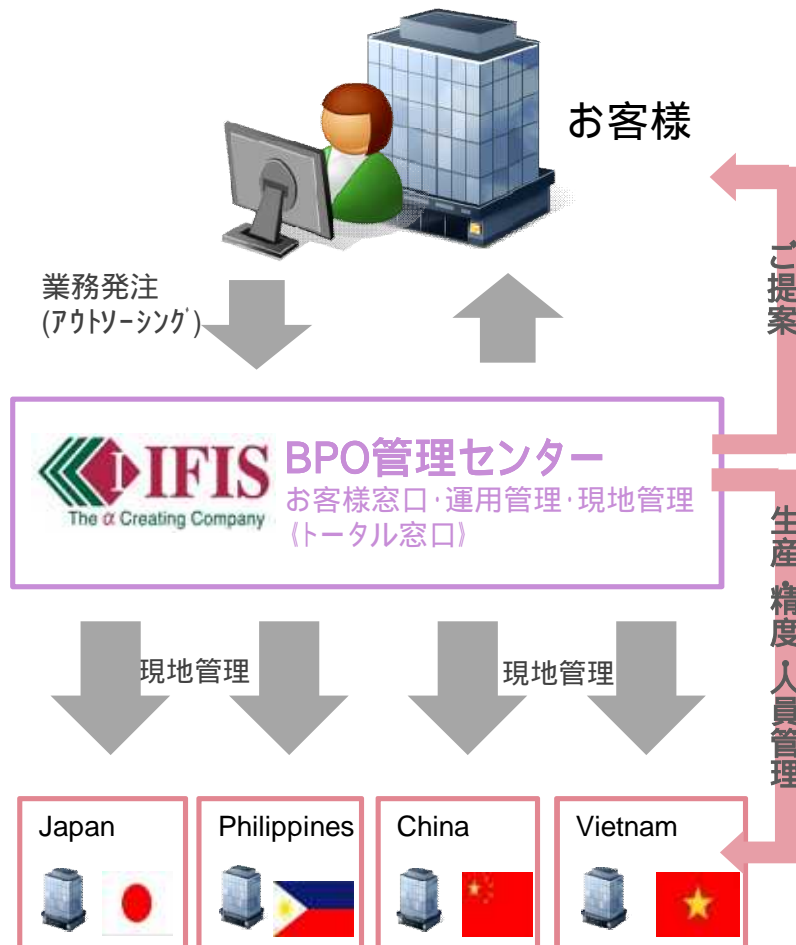 お客様
ご提案
業務発注
(ｱｳﾄｿｰｼﾝｸﾞ)
I IFIS
The α Creating Company
BPO管理センター
お客様窓口･運用管理･現地管理
《トータル窓口》
生産・精度・人員管理
現地管理
現地管理
Japan
Philippines
China
Vietnam